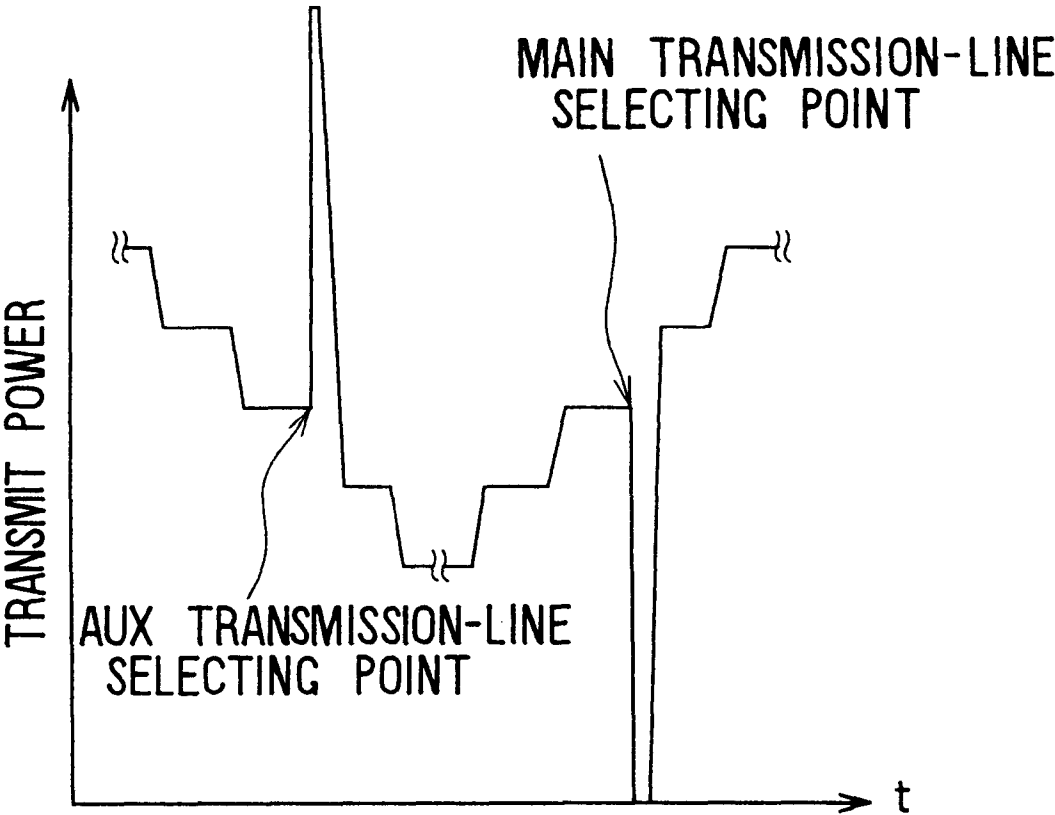 MAIN TRANSMISSION-LINE
SELECTING POINT
TRANSMIT POWER
AUX TRANSMISSION-LINE
SELECTING POINT
t